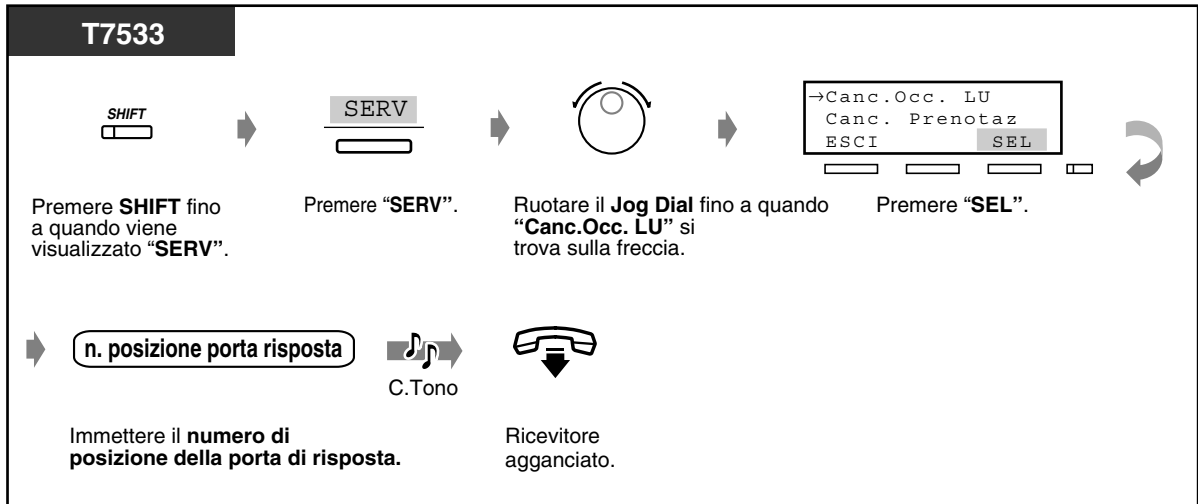 T7533
SHIFT
SERV
→Canc.Occ. LU
Canc. Prenotaz
ESCI SEL
Premere SHIFT fino
a quando viene
visualizzato “SERV”.
Premere “SERV”.
Ruotare il Jog Dial fino a quando
“Canc.Occ. LU” si
trova sulla freccia.
Premere “SEL”.
n. posizione porta risposta
C.Tono
Immettere il numero di
posizione della porta di risposta.
Ricevitore
agganciato.